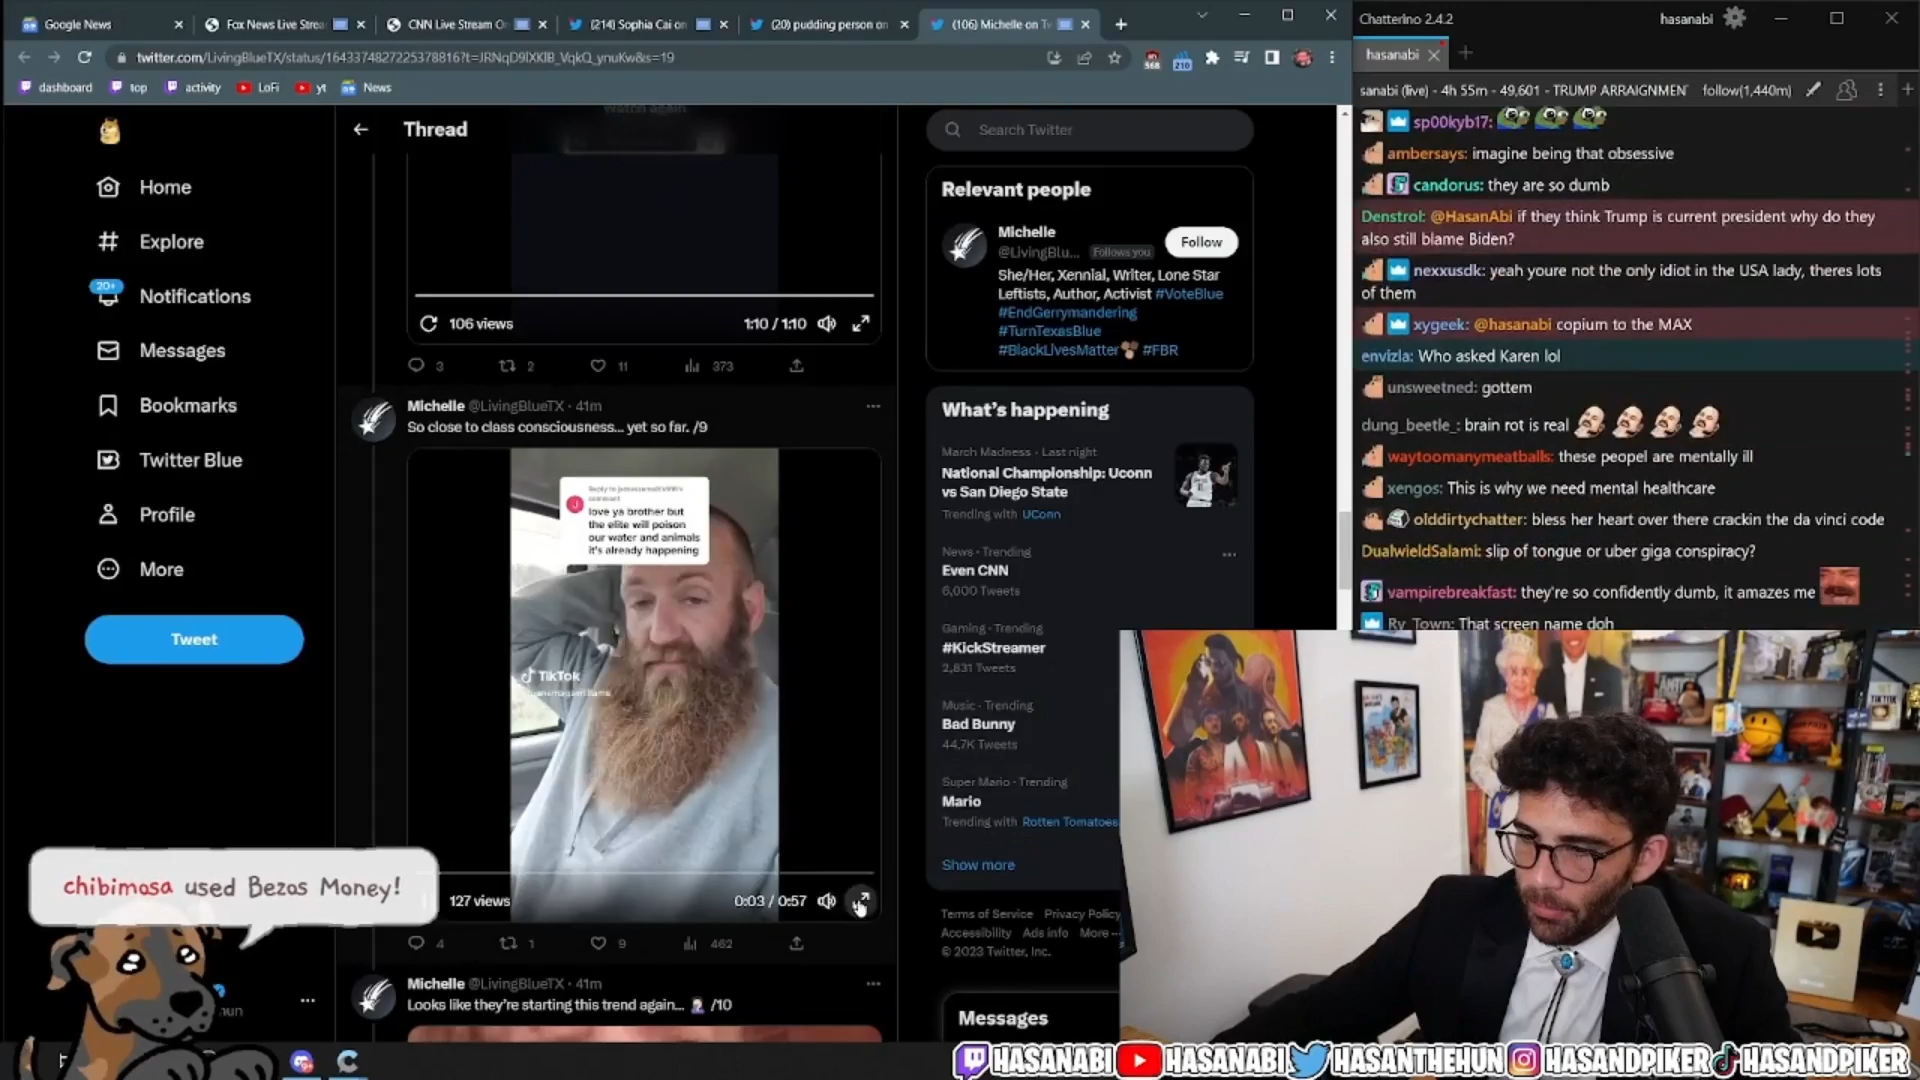 Google News
Fox News Live Strea
CNN Live Stream O
(214) Sophia Cai on
(20) pudding person on
(106) Michelle on Tw
twitter.com/LivingBlueTX/status/1643374827225378816?t=JRNqD9lXKlB_VqkQ_ynuKw&s=19
568
210
dashboard
top
activity
LoFi
yt
News
Home
Explore
20+
Notifications
Messages
Bookmarks
Twitter Blue
Profile
More
Tweet
chibimosa used Bezos Money!
Thread
watch again
106 views
1:10 / 1:10
3
2
11
373
Michelle @LivingBlueTX · 41m
So close to class consciousness... yet so far. /9
love ya brother but
the elite will poison
our water and animals
it's already happening
TikTok
127 views
0:03 / 0:57
4
1
9
462
Michelle @LivingBlueTX · 41m
Looks like they're starting this trend again... /10
Search Twitter
Relevant people
Michelle
@LivingBlu... Follows you
Follow
She/Her, Xennial, Writer, Lone Star
Leftists, Author, Activist #VoteBlue
#EndGerrymandering
#TurnTexasBlue
#BlackLivesMatter #FBR
What's happening
March Madness · Last night
National Championship: Uconn
vs San Diego State
Trending with UConn
News · Trending
Even CNN
6,000 Tweets
Gaming · Trending
#KickStreamer
2,831 Tweets
Music · Trending
Bad Bunny
44.7K Tweets
Super Mario · Trending
Mario
Trending with Rotten Tomatoes
Show more
Terms of Service Privacy Policy
Accessibility Ads info More ...
© 2023 Twitter, Inc.
Messages
Chatterino 2.4.2
hasanabi
hasanabi
sanabi (live) - 4h 55m - 49,601 - TRUMP ARRAIGNMEN
follow(1,440m)
sp00kyb17:
ambersays: imagine being that obsessive
candorus: they are so dumb
Denstrol: @HasanAbi if they think Trump is current president why do they
also still blame Biden?
nexxusdk: yeah youre not the only idiot in the USA lady, theres lots
of them
xygeek: @hasanabi copium to the MAX
envizla: Who asked Karen lol
unsweetned: gottem
dung_beetle_: brain rot is real
waytoomanymeatballs: these peopel are mentally ill
xengos: This is why we need mental healthcare
olddirtychatter: bless her heart over there crackin the da vinci code
DualwieldSalami: slip of tongue or uber giga conspiracy?
vampirebreakfast: they're so confidently dumb, it amazes me
Ry_Town: That screen name doh
HASANABI
HASANABI
HASANTHEHUN
HASANDPIKER
HASANDPIKER